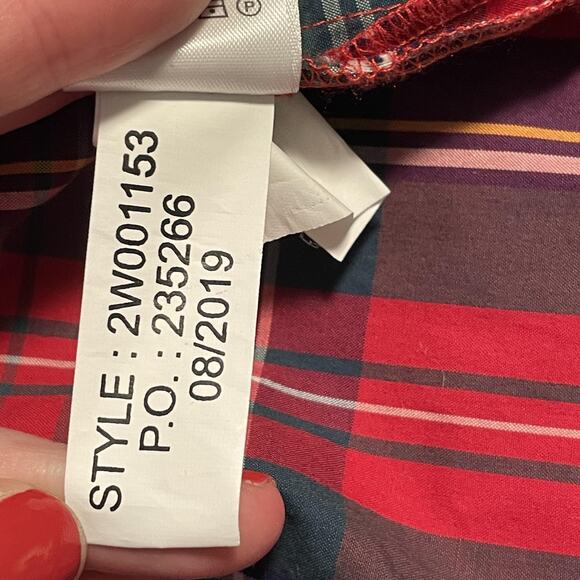 STYLE : 2W001153
P.O. : 235266
08/2019
P